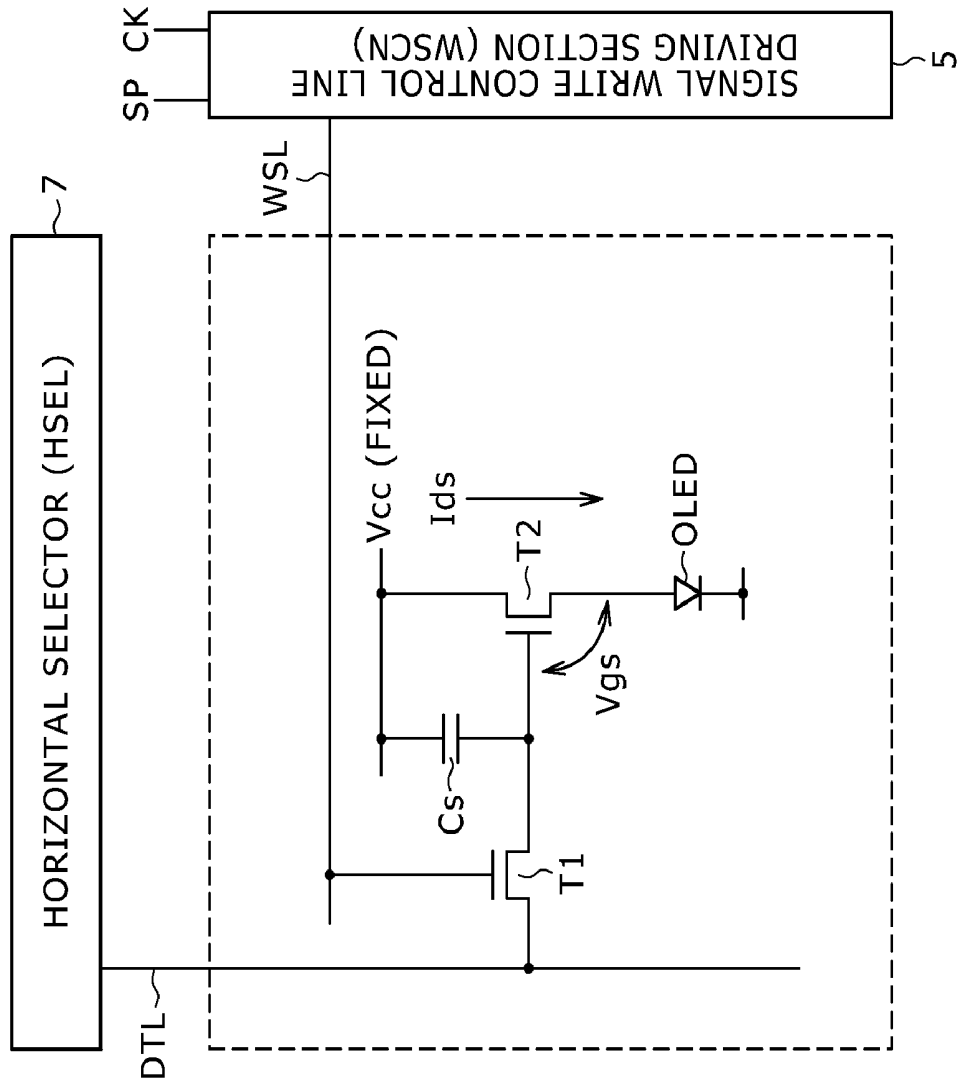 HORIZONTAL SELECTOR (HSEL)
7
SP
CK
SIGNAL WRITE CONTROL LINE
DRIVING SECTION (WSCN)
5
DTL
WSL
Vcc (FIXED)
Ids
Cs
T2
T1
Vgs
OLED